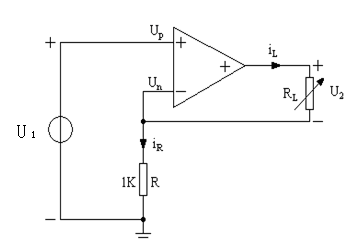 +
Up
+
iL
+
Un
+
−
RL
U2
U1
−
iR
1K
R
−